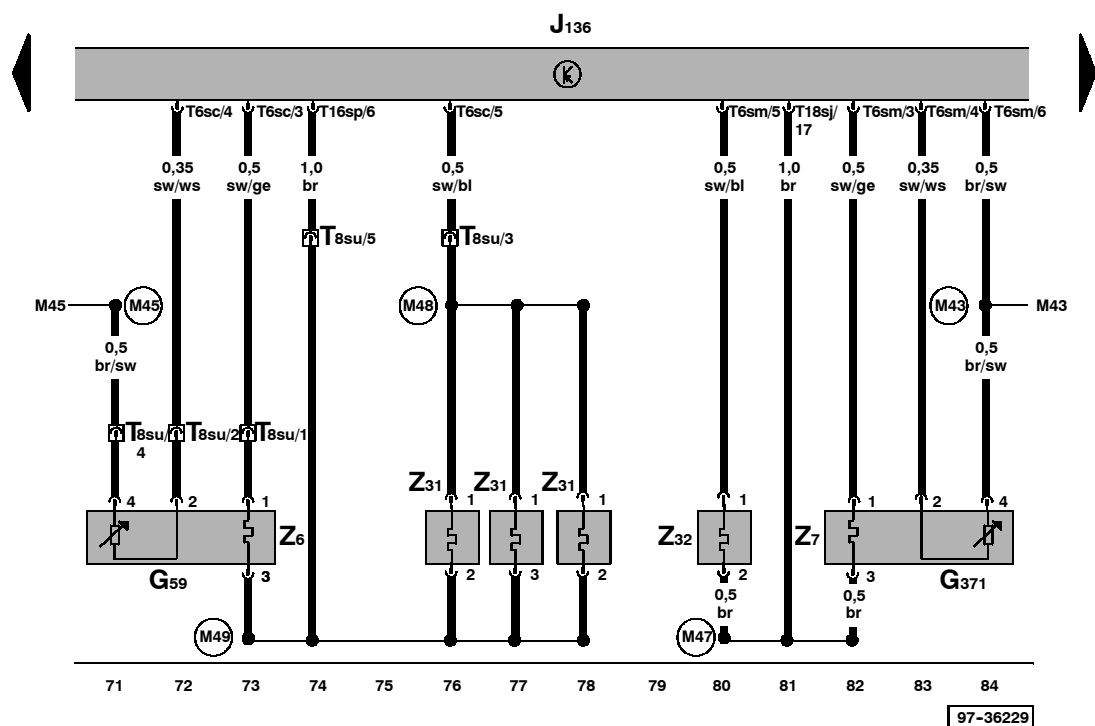 J136
T6sc/4 T6sc/3 T16sp/6 T6sc/5 T6sm/5 T18sj/ T6sm/3 T6sm/4 T6sm/6
17
0,35 0,5 1,0 0,5 0,5 1,0 0,5 0,35 0,5
sw/ws sw/ge br sw/bl sw/bl br sw/ge sw/ws br/sw
T8su/5 T8su/3
M45 M45 M48 M43 M43
0,5 0,5
br/sw br/sw
T8su/ T8su/2 T8su/1
4
Z31 Z31 Z31
4 2 1 1 1 1 1 1 2 4
Z6 Z32 Z7
G59 3 2 3 2 2 3 G371
0,5 0,5
br br
M49 M47
71 72 73 74 75 76 77 78 79 80 81 82 83 84
97-36229